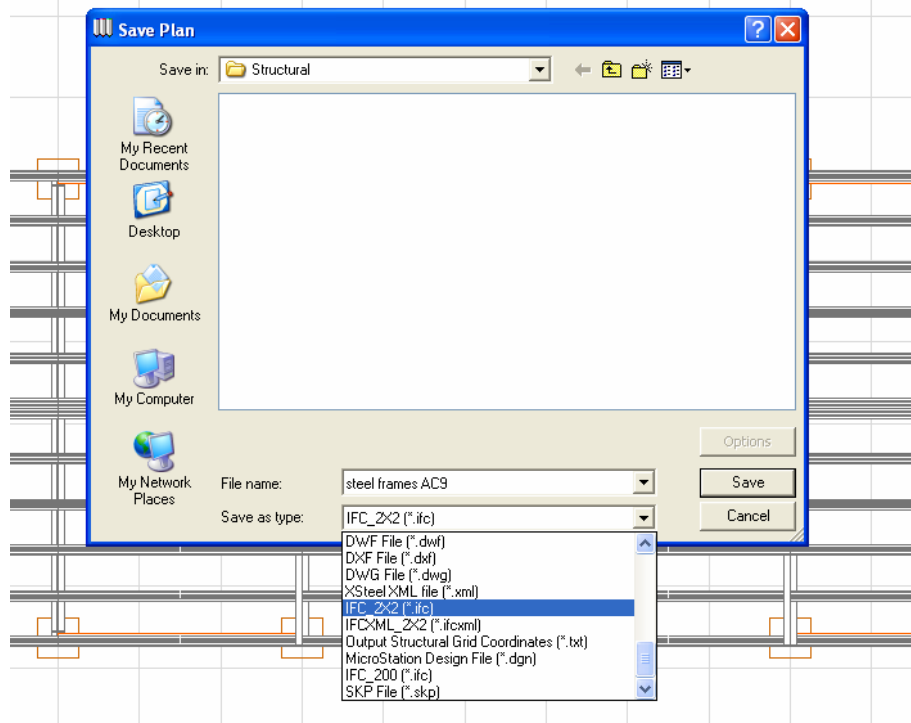 Save Plan
Save in:
Structural
My Recent
Documents
Desktop
My Documents
My Computer
My Network
Places
Options
File name:
steel frames AC9
Save
Save as type:
IFC_2X2 (*.ifc)
Cancel
DWF File (*.dwf)
DXF File (*.dxf)
DWG File (*.dwg)
XSteel XML file (*.xml)
IFC_2X2 (*.ifc)
IFCXML_2X2 (*.ifcxml)
Output Structural Grid Coordinates (*.txt)
MicroStation Design File (*.dgn)
IFC_200 (*.ifc)
SKP File (*.skp)